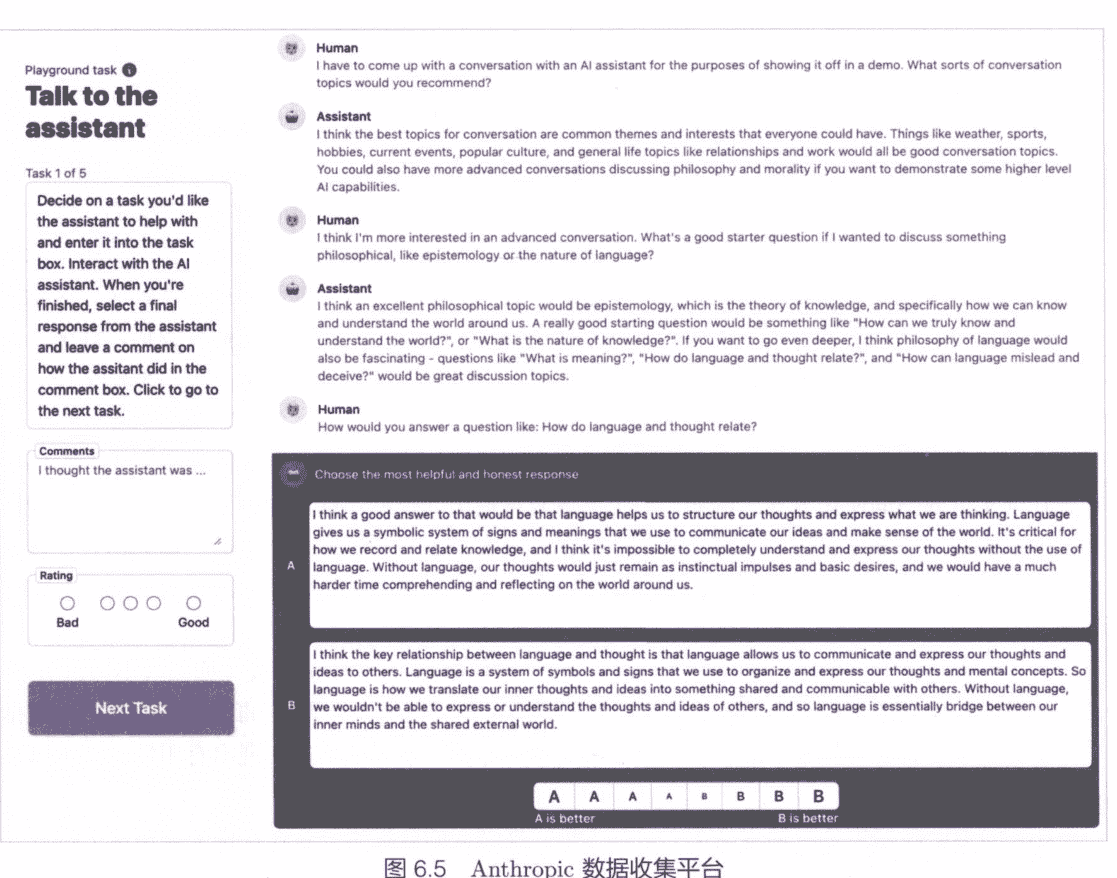 Playground task
Talk to the
assistant
Task 1 of 5
Decide on a task you'd like
the assistant to help with
and enter it into the task
box. Interact with the AI
assistant. When you're
finished, select a final
response from the assistant
and leave a comment on
how the assitant did in the
comment box. Click to go to
the next task.
Comments
I thought the assistant was ...
Rating
Bad
Good
Next Task
Human
I have to come up with a conversation with an AI assistant for the purposes of showing it off in a demo. What sorts of conversation
topics would you recommend?
Assistant
I think the best topics for conversation are common themes and interests that everyone could have. Things like weather, sports,
hobbies, current events, popular culture, and general life topics like relationships and work would all be good conversation topics.
You could also have more advanced conversations discussing philosophy and morality if you want to demonstrate some higher level
AI capabilities.
Human
I think I'm more interested in an advanced conversation. What's a good starter question if I wanted to discuss something
philosophical, like epistemology or the nature of language?
Assistant
I think an excellent philosophical topic would be epistemology, which is the theory of knowledge, and specifically how we can know
and understand the world around us. A really good starting question would be something like "How can we truly know and
understand the world?", or "What is the nature of knowledge?". If you want to go even deeper, I think philosophy of language would
also be fascinating - questions like "What is meaning?", "How do language and thought relate?", and "How can language mislead and
deceive?" would be great discussion topics.
Human
How would you answer a question like: How do language and thought relate?
Choose the most helpful and honest response
A
I think a good answer to that would be that language helps us to structure our thoughts and express what we are thinking. Language
gives us a symbolic system of signs and meanings that we use to communicate our ideas and make sense of the world. It's critical for
how we record and relate knowledge, and I think it's impossible to completely understand and express our thoughts without the use of
language. Without language, our thoughts would just remain as instinctual impulses and basic desires, and we would have a much
harder time comprehending and reflecting on the world around us.
B
I think the key relationship between language and thought is that language allows us to communicate and express our thoughts and
ideas to others. Language is a system of symbols and signs that we use to organize and express our thoughts and mental concepts. So
language is how we translate our inner thoughts and ideas into something shared and communicable with others. Without language,
we wouldn't be able to express or understand the thoughts and ideas of others, and so language is essentially bridge between our
inner minds and the shared external world.
A A A A B B B B
A is better B is better
图 6.5 Anthropic 数据收集平台